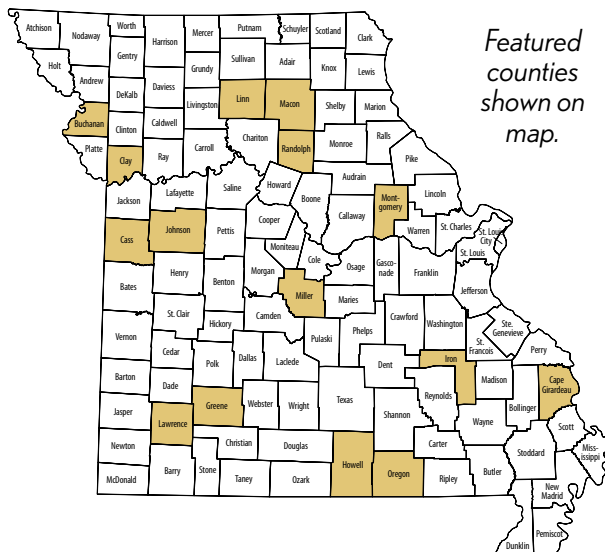 Atchison
Nodaway
Worth
Harrison
Mercer
Putnam
Schuyler
Scotland
Clark
Featured
counties
shown on
map.
Holt
Andrew
Gentry
DeKalb
Daviess
Grundy
Sullivan
Adair
Knox
Lewis
Buchanan
Clinton
Caldwell
Livingston
Linn
Macon
Shelby
Marion
Platte
Clay
Ray
Carroll
Chariton
Randolph
Monroe
Ralls
Pike
Jackson
Lafayette
Saline
Howard
Boone
Audrain
Callaway
Mont-
gomery
Lincoln
Warren
St. Charles
St. Louis
City
St. Louis
Cass
Johnson
Pettis
Cooper
Moniteau
Cole
Osage
Gasco-
nade
Franklin
Jefferson
Bates
Henry
Benton
Morgan
Miller
Maries
St. Clair
Hickory
Camden
Pulaski
Phelps
Crawford
Washington
St.
Francois
Ste.
Genevieve
Perry
Vernon
Cedar
Polk
Dallas
Laclede
Dent
Iron
Madison
Cape
Girardeau
Barton
Dade
Greene
Webster
Wright
Texas
Shannon
Reynolds
Wayne
Bollinger
Scott
Jasper
Lawrence
Christian
Douglas
Howell
Oregon
Carter
Butler
Stoddard
Miss-
issippi
Newton
McDonald
Barry
Stone
Taney
Ozark
Ripley
New
Madrid
Dunklin
Pemiscot